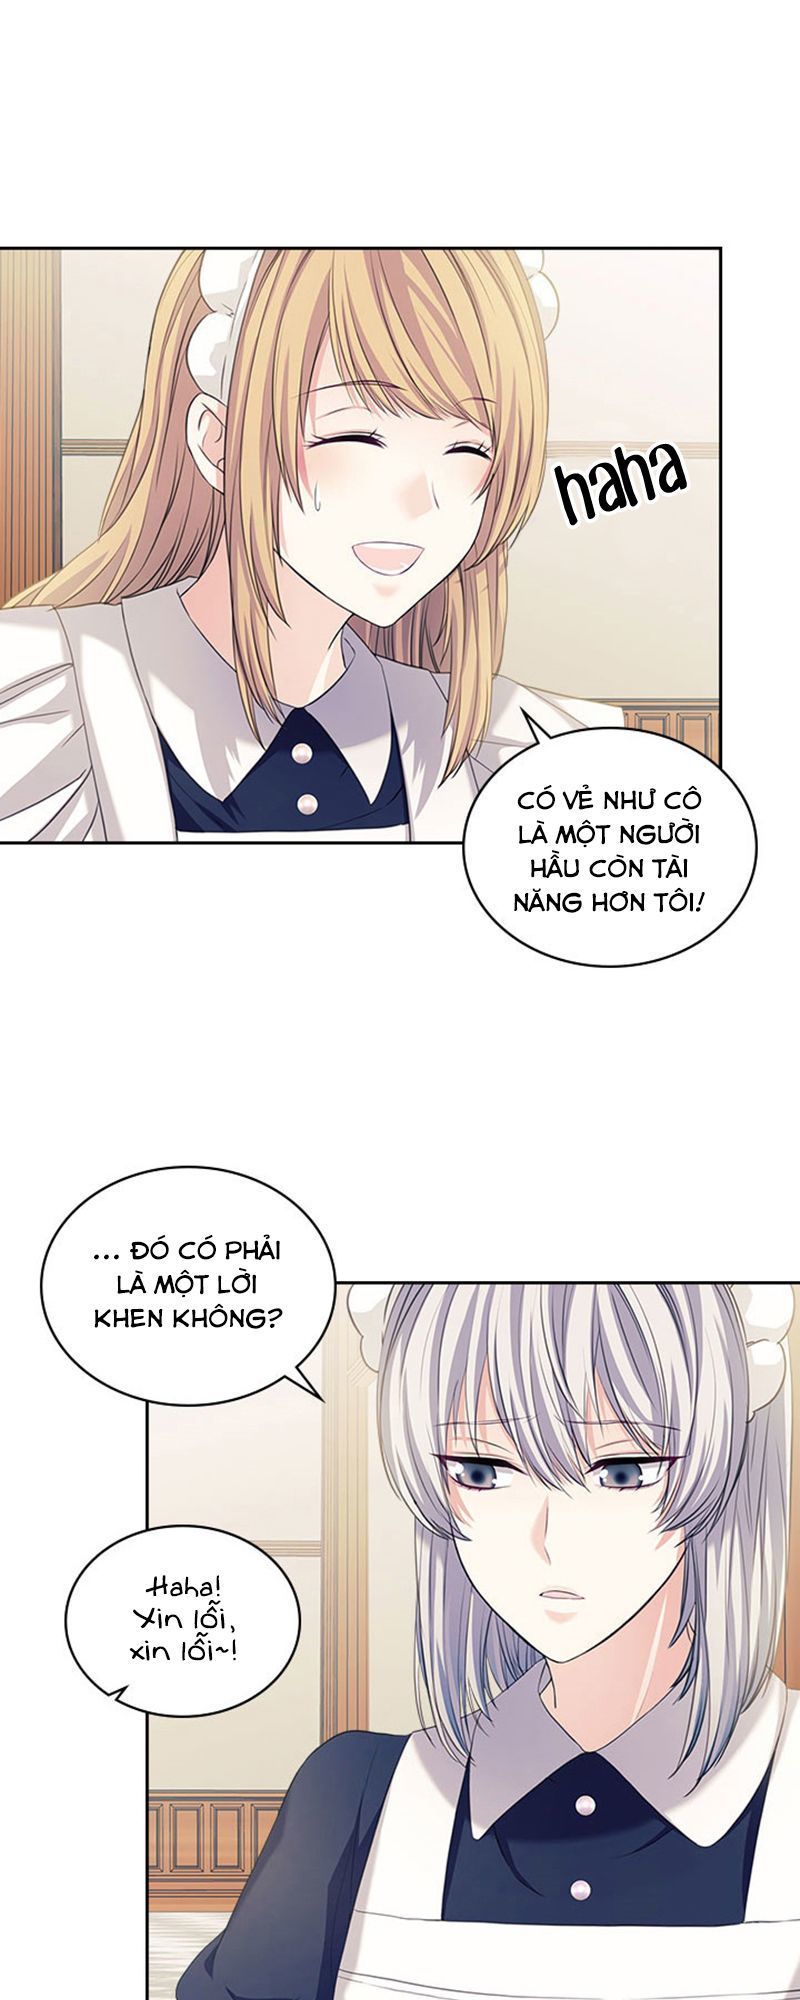 haha
CÓ VẺ NHƯ CÔ
LÀ MỘT NGƯỜI
HẦU CÒN TÀI
NĂNG HƠN TÔI!
... ĐÓ CÓ PHẢI
LÀ MỘT LỜI
KHEN KHÔNG?
Haha!
Xin lỗi,
xin lỗi~!